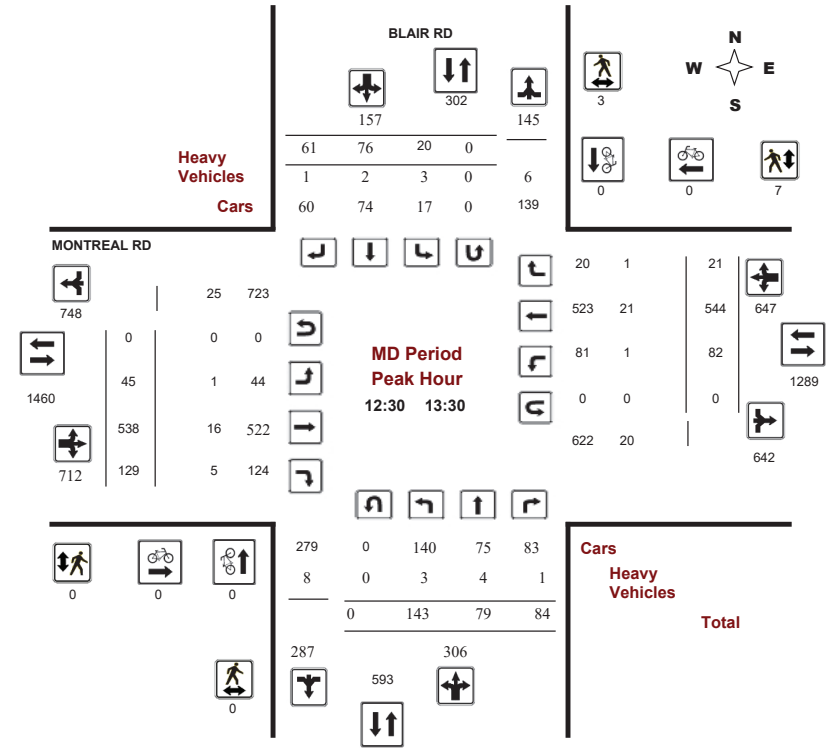 BLAIR RD
N
W E
S
302
3
157 145
61 76 20 0
Heavy
Vehicles
1 2 3 0 6
Cars
60 74 17 0 139
0 0 7
MONTREAL RD
748
25 723
0 0 0
1460
45 1 44
538 16 522
712
129 5 124
MD Period
Peak Hour
12:30 13:30
20 1 21
523 21 544 647
81 1 82
1289
0 0 0
622 20
642
0 0 0
0
279 0 140 75 83
Cars
8 0 3 4 1
Heavy
Vehicles
0 143 79 84
Total
287 306
593